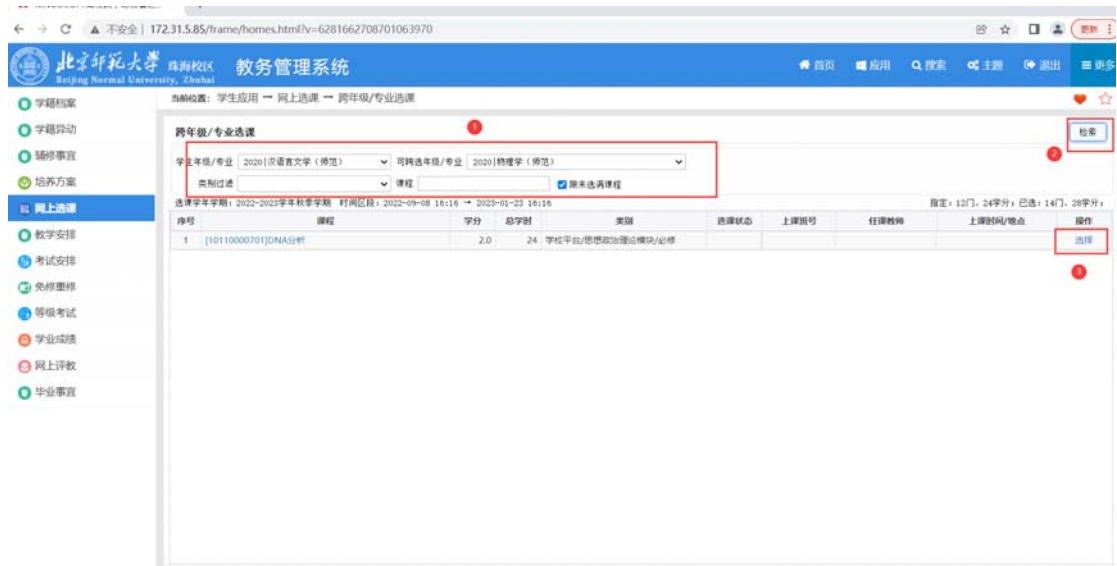 不安全 | 172.31.5.85/frame/homes.html?v=6281662708701063970
更新
北京师范大学 珠海校区 教务管理系统
Beijing Normal University, Zhuhai
首页 应用 搜索 主题 退出 更多
学籍档案
学籍异动
辅修事宜
培养方案
网上选课
教学安排
考试安排
免修重修
等级考试
学业成绩
网上评教
毕业事宜
当前位置: 学生应用 → 网上选课 → 跨年级/专业选课
跨年级/专业选课
1
检索
2
学生年级/专业 2020|汉语言文学(师范) 可跨选年级/专业 2020|物理学(师范)
类别过滤 课程 限未选满课程
选课学年学期: 2022-2023学年秋季学期 时间区段: 2022-09-08 16:16 → 2023-01-23 16:16 指定: 12门、24学分; 已选: 14门、28学分;
序号 课程 学分 总学时 类别 选课状态 上课班号 任课教师 上课时间/地点 操作
1 [10110000701]DNA分析 2.0 24 学校平台/思想政治理论模块/必修 选择
3